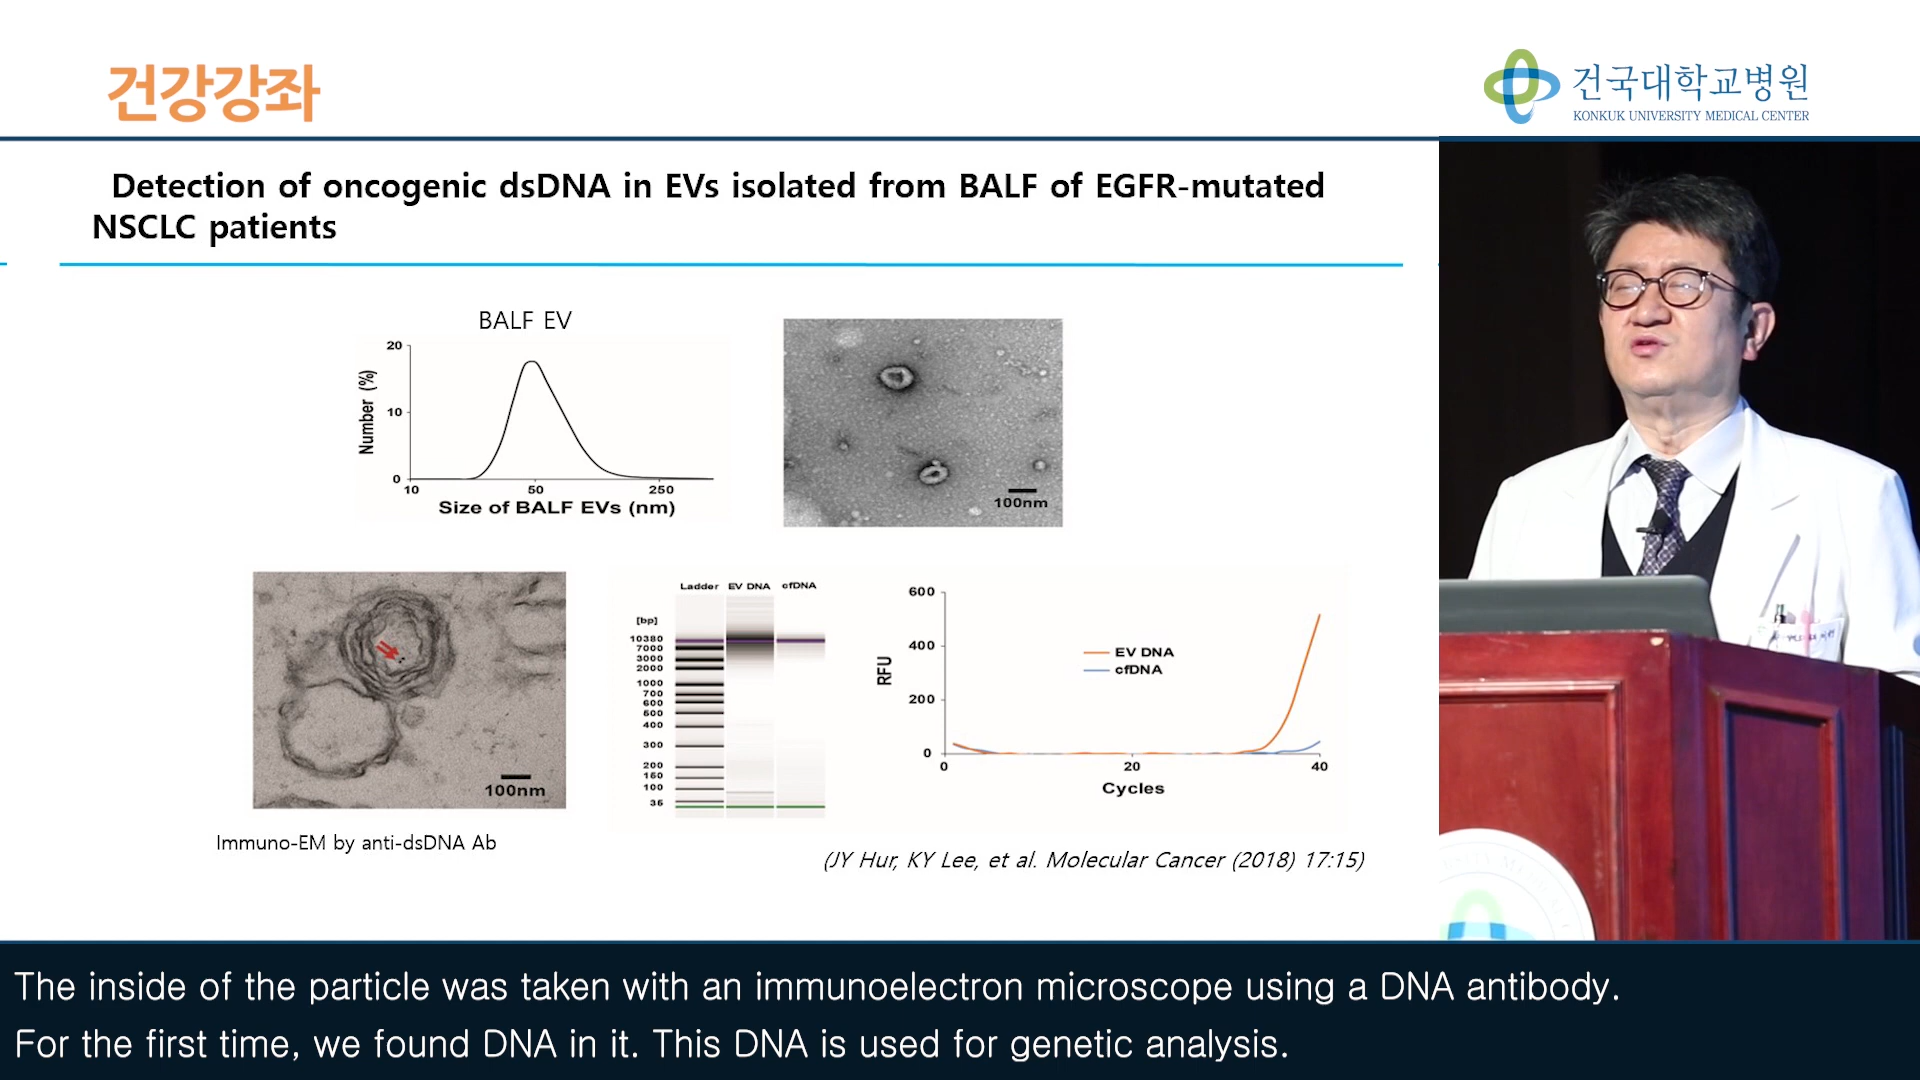 건강강좌
건국대학교병원
KONKUK UNIVERSITY MEDICAL CENTER
Detection of oncogenic dsDNA in EVs isolated from BALF of EGFR-mutated
NSCLC patients
BALF EV
Number (%)
20
10
0
10 50 250
Size of BALF EVs (nm)
100nm
100nm
Immuno-EM by anti-dsDNA Ab
Ladder EV DNA cfDNA
[bp]
10380
7000
3000
2000
1000
700
600
500
400
300
200
150
100
35
RFU
600
400
200
0
EV DNA
cfDNA
0 20 40
Cycles
(JY Hur, KY Lee, et al. Molecular Cancer (2018) 17:15)
The inside of the particle was taken with an immunoelectron microscope using a DNA antibody.
For the first time, we found DNA in it. This DNA is used for genetic analysis.